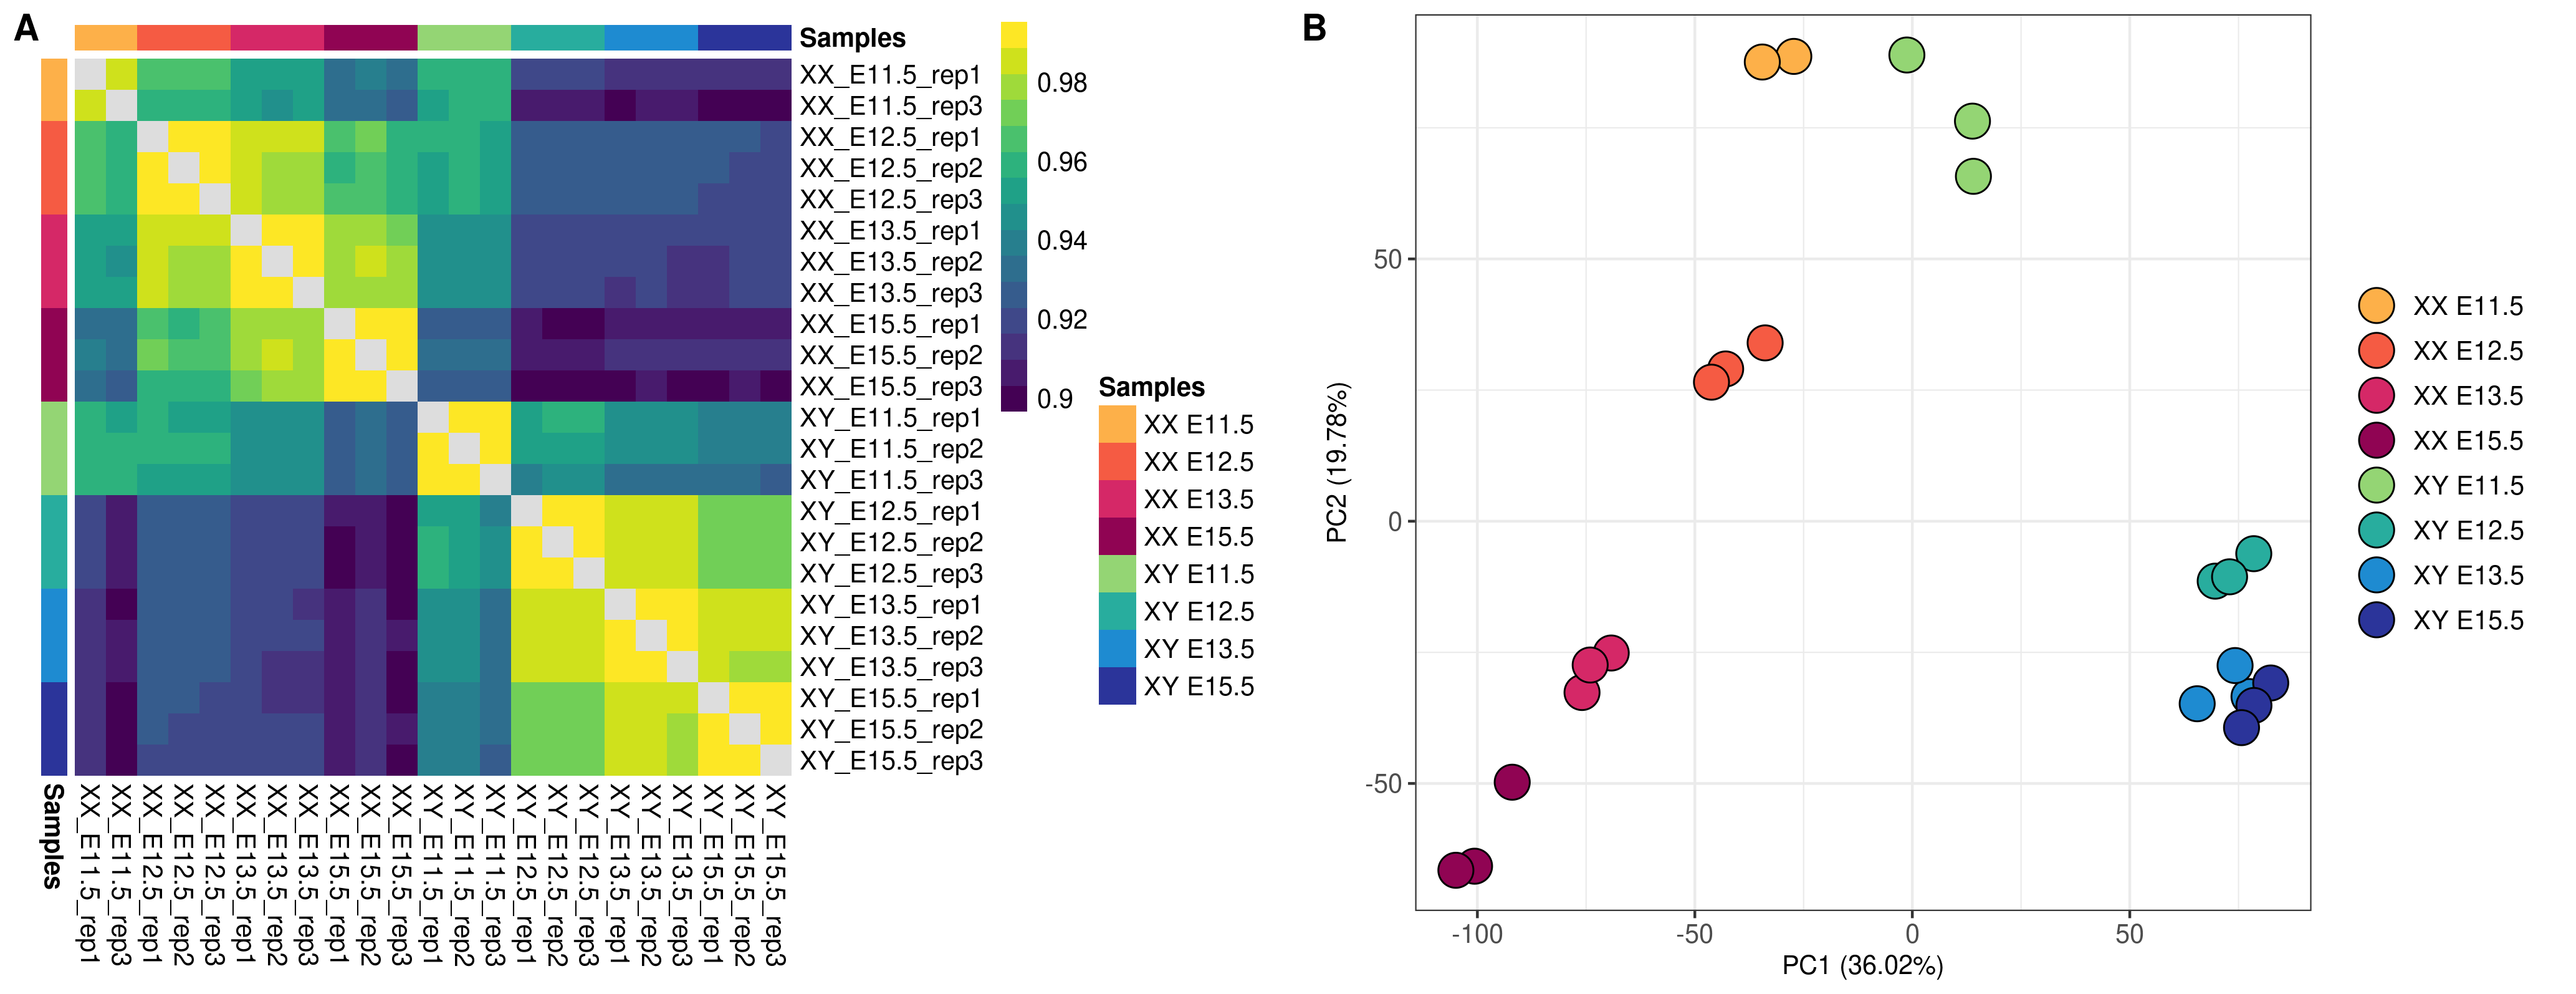 A
Samples
XX_E11.5_rep1
XX_E11.5_rep3
XX_E12.5_rep1
XX_E12.5_rep2
XX_E12.5_rep3
XX_E13.5_rep1
XX_E13.5_rep2
XX_E13.5_rep3
XX_E15.5_rep1
XX_E15.5_rep2
XX_E15.5_rep3
XY_E11.5_rep1
XY_E11.5_rep2
XY_E11.5_rep3
XY_E12.5_rep1
XY_E12.5_rep2
XY_E12.5_rep3
XY_E13.5_rep1
XY_E13.5_rep2
XY_E13.5_rep3
XY_E15.5_rep1
XY_E15.5_rep2
XY_E15.5_rep3
Samples
XX_E11.5_rep1
XX_E11.5_rep3
XX_E12.5_rep1
XX_E12.5_rep2
XX_E12.5_rep3
XX_E13.5_rep1
XX_E13.5_rep2
XX_E13.5_rep3
XX_E15.5_rep1
XX_E15.5_rep2
XX_E15.5_rep3
XY_E11.5_rep1
XY_E11.5_rep2
XY_E11.5_rep3
XY_E12.5_rep1
XY_E12.5_rep2
XY_E12.5_rep3
XY_E13.5_rep1
XY_E13.5_rep2
XY_E13.5_rep3
XY_E15.5_rep1
XY_E15.5_rep2
XY_E15.5_rep3
0.98
0.96
0.94
0.92
0.9
Samples
XX E11.5
XX E12.5
XX E13.5
XX E15.5
XY E11.5
XY E12.5
XY E13.5
XY E15.5
B
PC2 (19.78%)
50
0
-50
-100
-50
0
50
PC1 (36.02%)
XX E11.5
XX E12.5
XX E13.5
XX E15.5
XY E11.5
XY E12.5
XY E13.5
XY E15.5